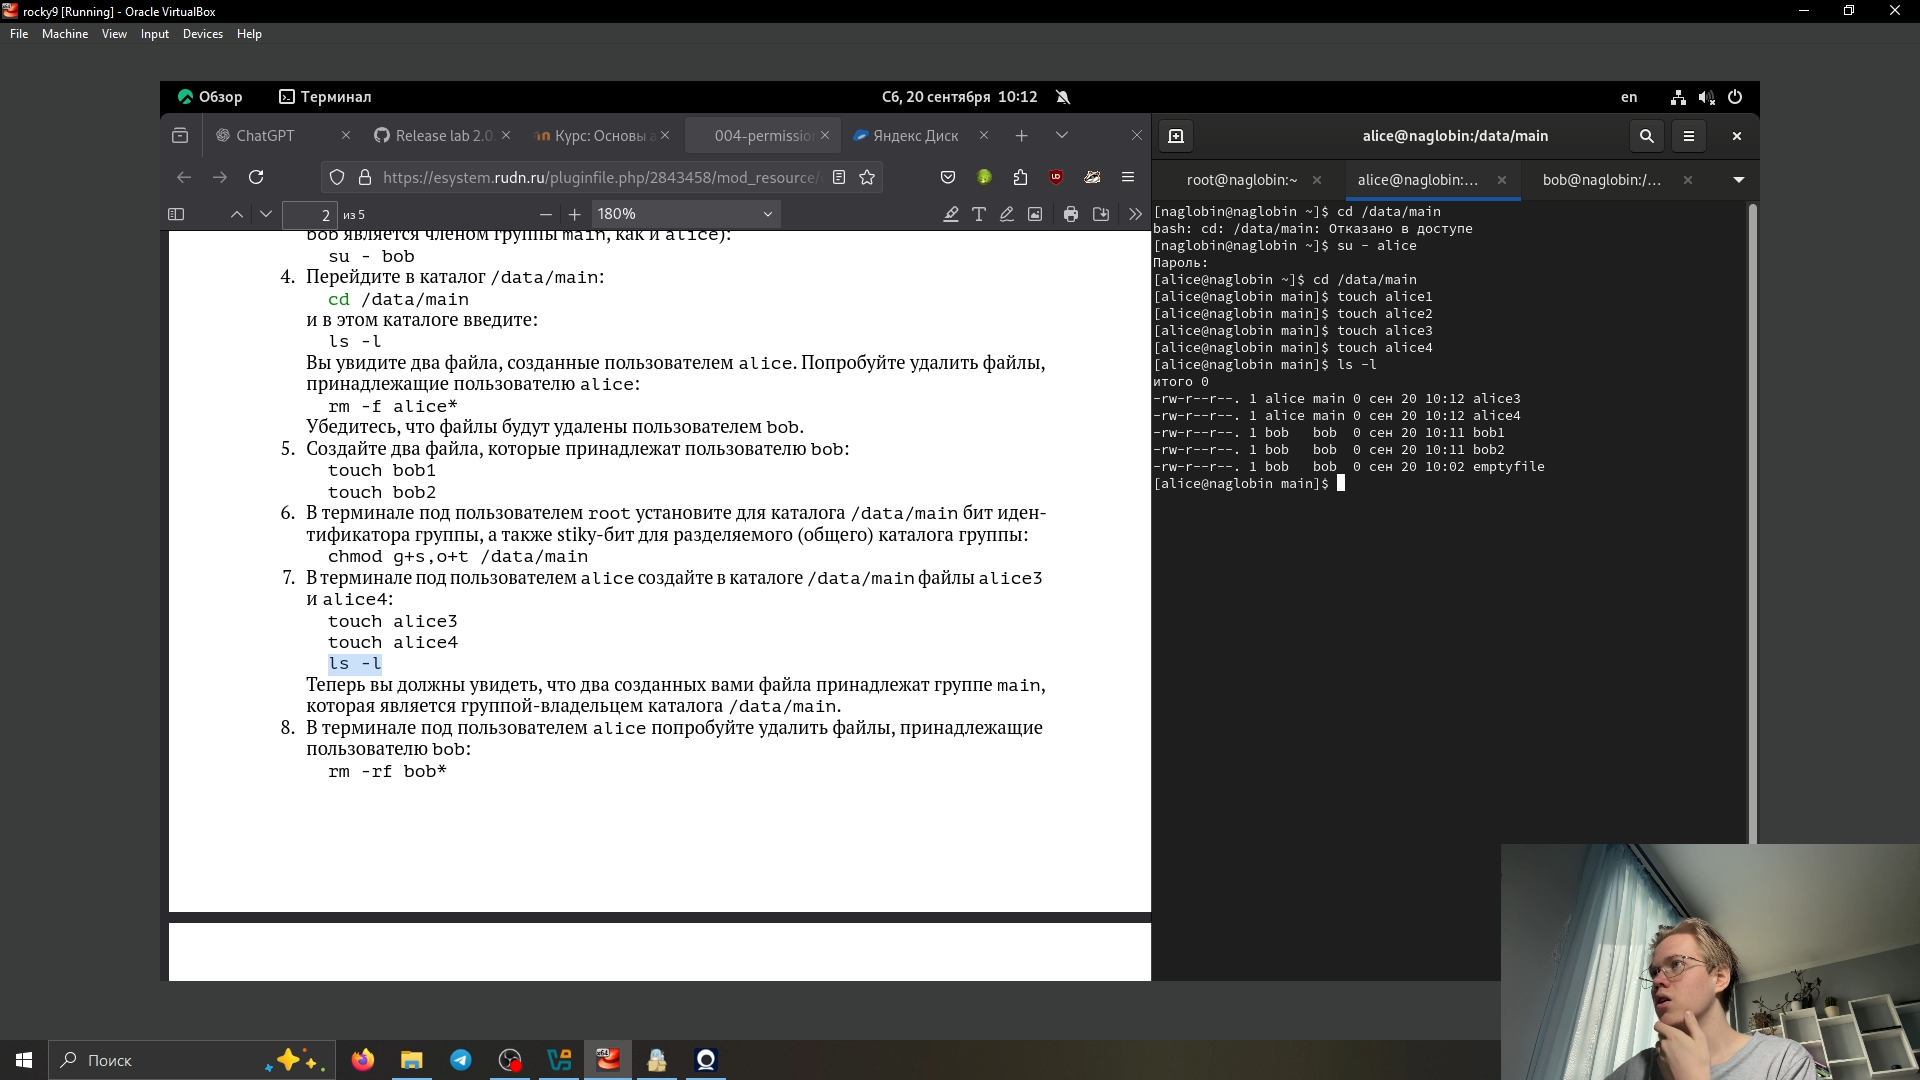 rocky9 [Running] - Oracle VirtualBox
File Machine View Input Devices Help
Обзор Терминал Сб, 20 сентября 10:12 en
ChatGPT Release lab 2.0. Курс: Основы а 004-permission Яндекс Диск
https://esystem.rudn.ru/pluginfile.php/2843458/mod_resource/
2 из 5 180%
bob является членом группы main, как и alice):
su - bob
4. Перейдите в каталог /data/main:
cd /data/main
и в этом каталоге введите:
ls -l
Вы увидите два файла, созданные пользователем alice. Попробуйте удалить файлы,
принадлежащие пользователю alice:
rm -f alice*
Убедитесь, что файлы будут удалены пользователем bob.
5. Создайте два файла, которые принадлежат пользователю bob:
touch bob1
touch bob2
6. В терминале под пользователем root установите для каталога /data/main бит иден-
тификатора группы, а также stiky-бит для разделяемого (общего) каталога группы:
chmod g+s,o+t /data/main
7. В терминале под пользователем alice создайте в каталоге /data/main файлы alice3
и alice4:
touch alice3
touch alice4
ls -l
Теперь вы должны увидеть, что два созданных вами файла принадлежат группе main,
которая является группой-владельцем каталога /data/main.
8. В терминале под пользователем alice попробуйте удалить файлы, принадлежащие
пользователю bob:
rm -rf bob*
alice@naglobin:/data/main
root@naglobin:~ alice@naglobin:... bob@naglobin:/...
[naglobin@naglobin ~]$ cd /data/main
bash: cd: /data/main: Отказано в доступе
[naglobin@naglobin ~]$ su - alice
Пароль:
[alice@naglobin ~]$ cd /data/main
[alice@naglobin main]$ touch alice1
[alice@naglobin main]$ touch alice2
[alice@naglobin main]$ touch alice3
[alice@naglobin main]$ touch alice4
[alice@naglobin main]$ ls -l
итого 0
-rw-r--r--. 1 alice main 0 сен 20 10:12 alice3
-rw-r--r--. 1 alice main 0 сен 20 10:12 alice4
-rw-r--r--. 1 bob   bob  0 сен 20 10:11 bob1
-rw-r--r--. 1 bob   bob  0 сен 20 10:11 bob2
-rw-r--r--. 1 bob   bob  0 сен 20 10:02 emptyfile
[alice@naglobin main]$
Поиск